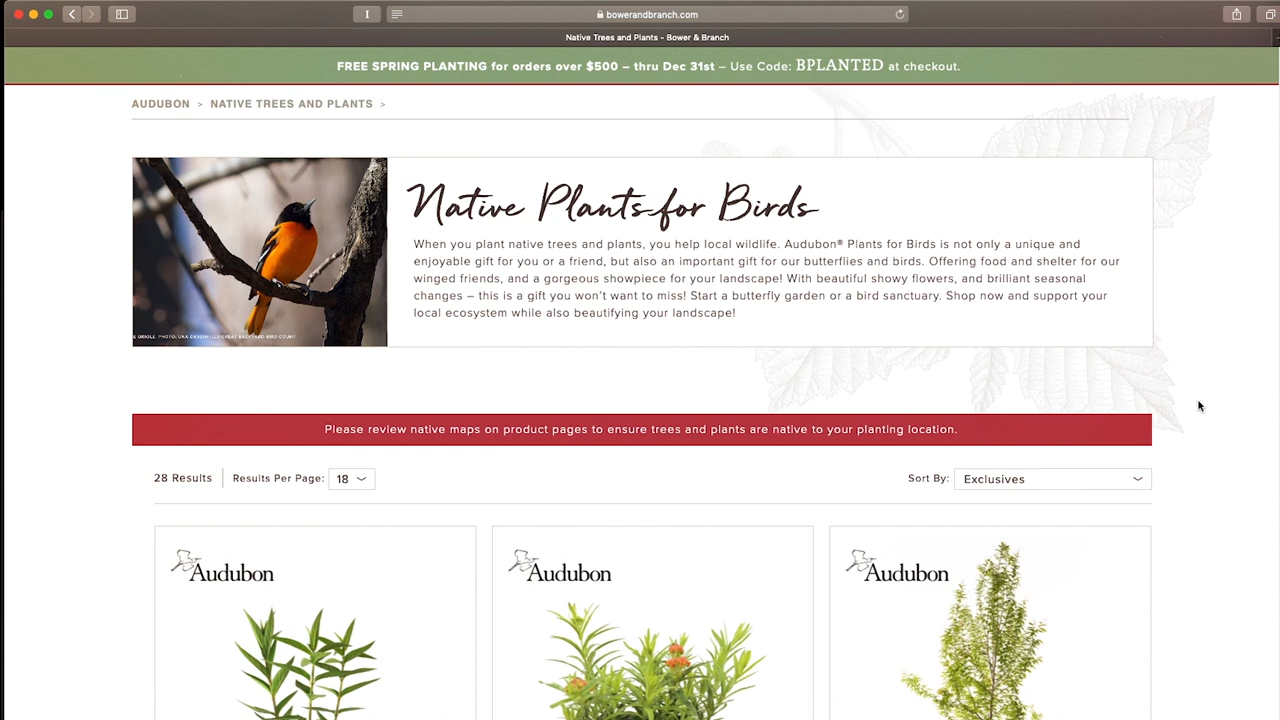 bowerandbranch.com
Native Trees and Plants - Bower & Branch
FREE SPRING PLANTING for orders over $500 – thru Dec 31st – Use Code: BPLANTED at checkout.
AUDUBON > NATIVE TREES AND PLANTS >
Native Plants for Birds
When you plant native trees and plants, you help local wildlife. Audubon® Plants for Birds is not only a unique and
enjoyable gift for you or a friend, but also an important gift for our butterflies and birds. Offering food and shelter for our
winged friends, and a gorgeous showpiece for your landscape! With beautiful showy flowers, and brilliant seasonal
changes – this is a gift you won't want to miss! Start a butterfly garden or a bird sanctuary. Shop now and support your
local ecosystem while also beautifying your landscape!
ORIOLE. PHOTO: BACKYARD BIRD COUNT
Please review native maps on product pages to ensure trees and plants are native to your planting location.
28 Results Results Per Page: 18 Sort By: Exclusives
Audubon Audubon Audubon